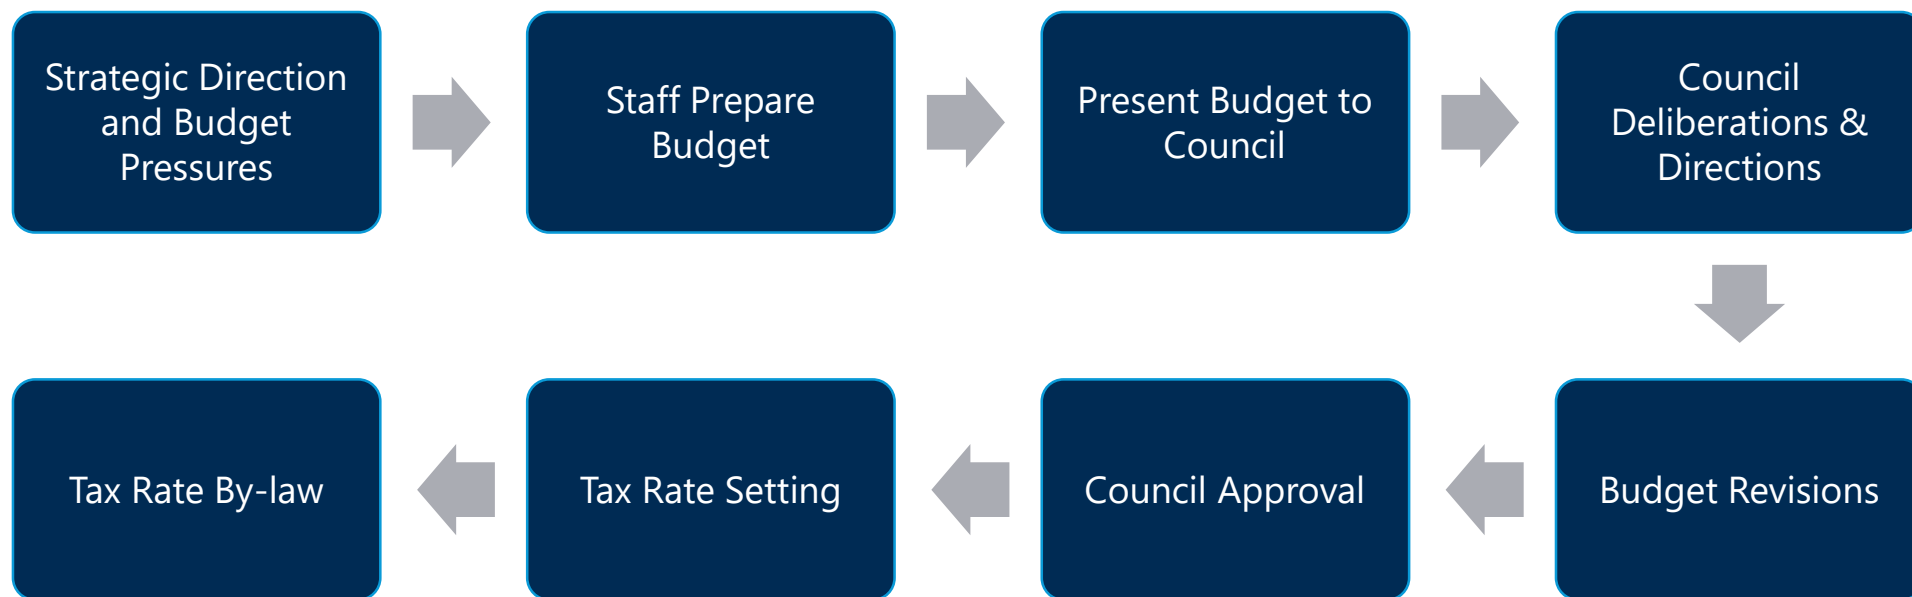 Strategic Direction
and Budget
Pressures
Staff Prepare
Budget
Present Budget to
Council
Council
Deliberations &
Directions
Budget Revisions
Council Approval
Tax Rate Setting
Tax Rate By-law